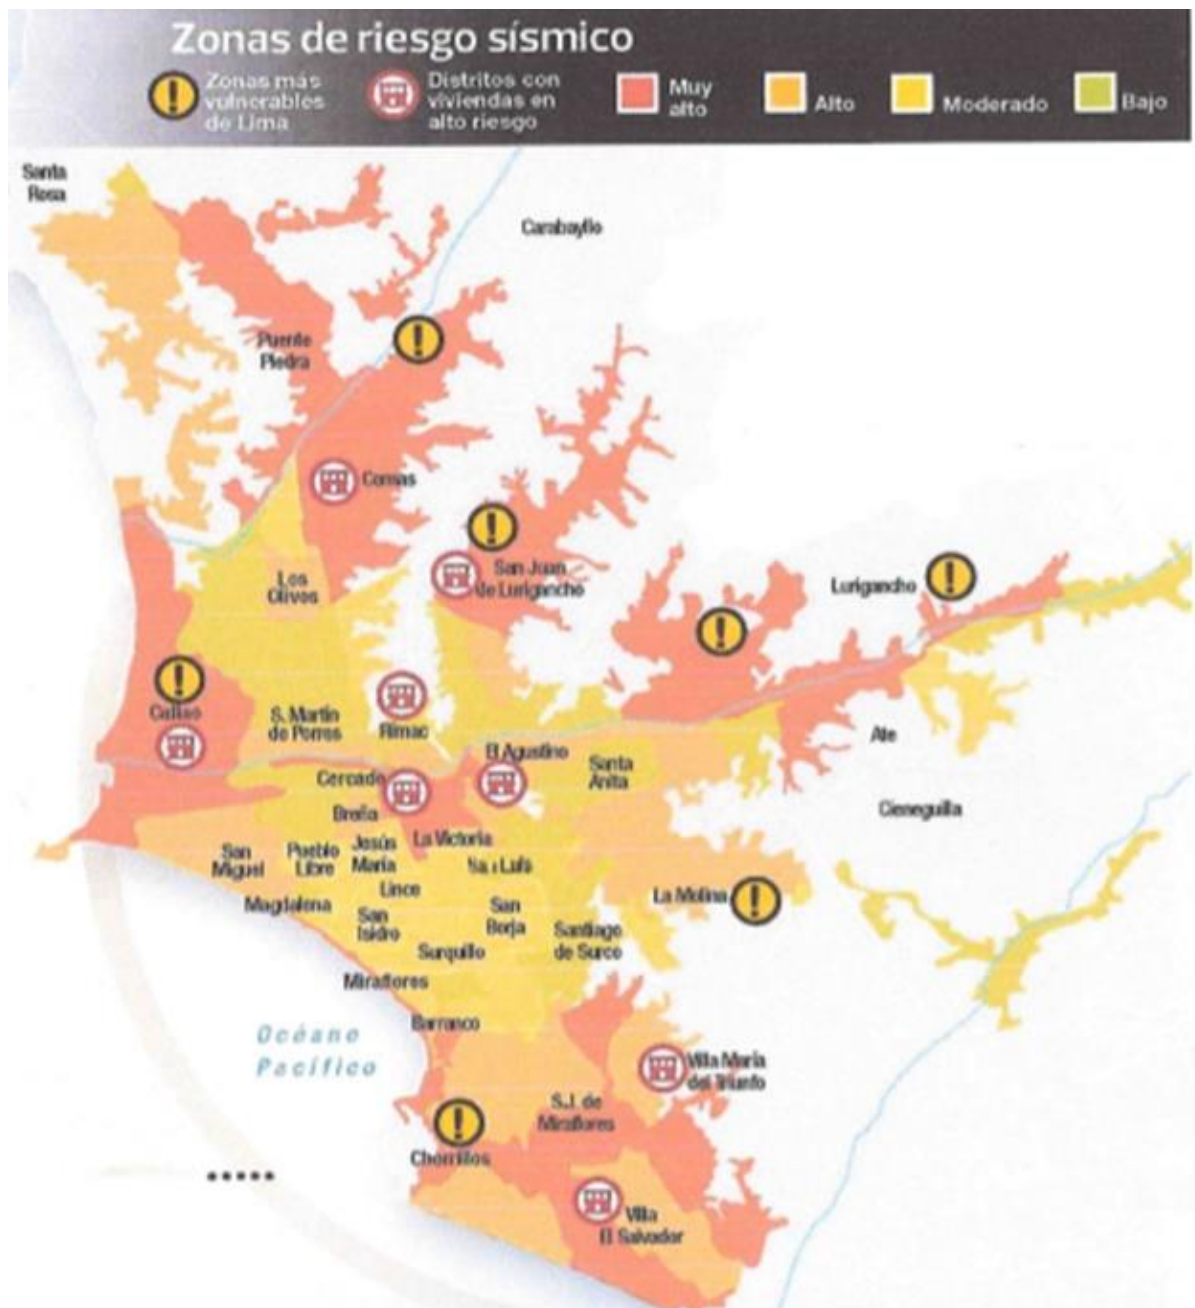 Zonas de riesgo sísmico
Zonas más
vulnerables
de Lima
Distritos con
viviendas en
alto riesgo
Muy
alto
Alto
Moderado
Bajo
Santa
Rosa
Carabayllo
Puente
Piedra
Comas
San Juan
de Lurigancho
Lurigancho
Los
Olivos
Callao
S. Martín
de Porres
Rímac
Ate
El Agustino
Santa
Anita
Cercado
Cieneguilla
Breña
La Victoria
San
Miguel
Pueblo
Libre
Jesús
María
San Luis
Lince
La Molina
Magdalena
San
Isidro
San
Borja
Santiago
de Surco
Surquillo
Miraflores
Barranco
Océano
Pacífico
Villa María
del Triunfo
S.J. de
Miraflores
Chorrillos
Villa
El Salvador